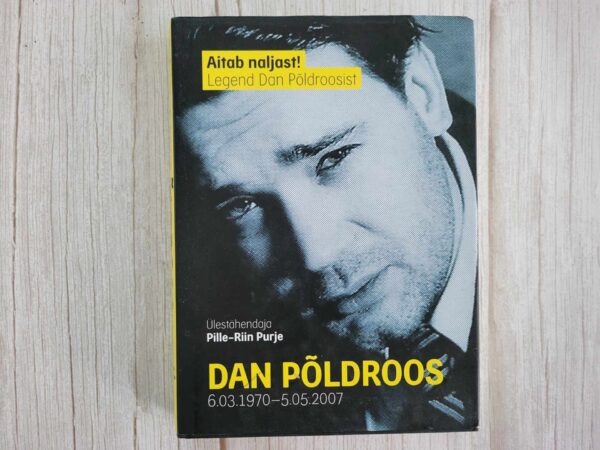 Aitab naljast!
Legend Dan Põldroosist
Ülestähendaja
Pille-Riin Purje
DAN PÕLDROOS
6.03.1970–5.05.2007